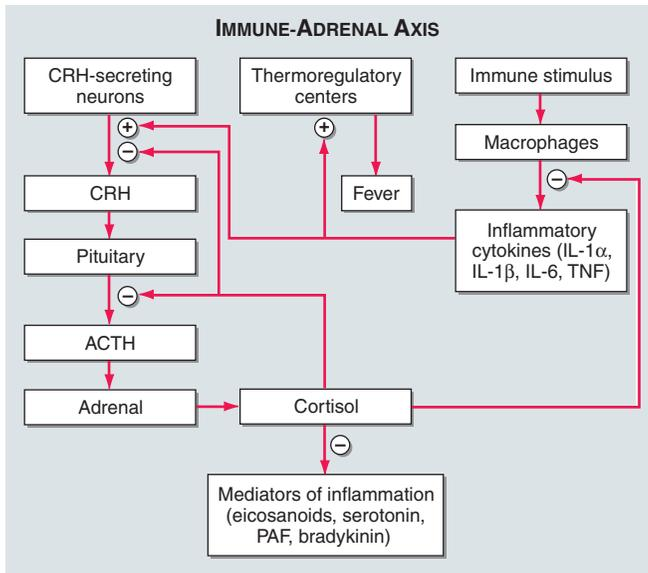 IMMUNE-ADRENAL AXIS
CRH-secreting
neurons
Thermoregulatory
centers
Immune stimulus
+
+
−
Macrophages
−
CRH
Fever
Inflammatory
cytokines (IL-1α,
IL-1β, IL-6, TNF)
Pituitary
−
ACTH
Adrenal
Cortisol
−
Mediators of inflammation
(eicosanoids, serotonin,
PAF, bradykinin)